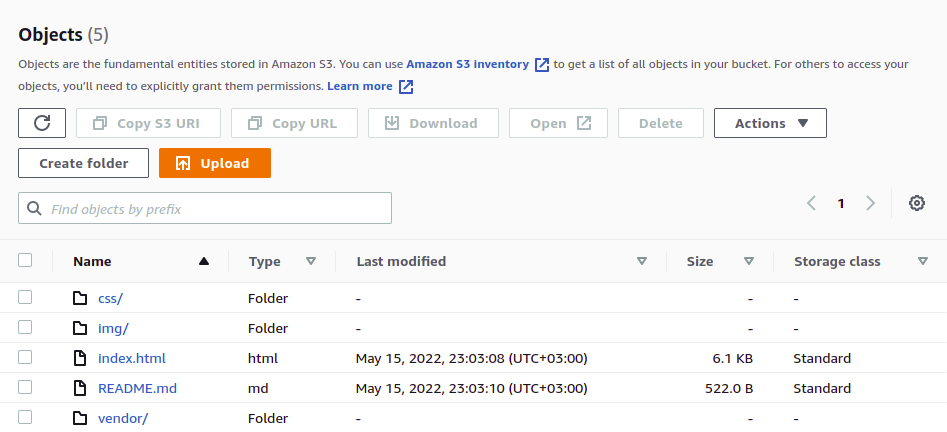 Objects (5)
Objects are the fundamental entities stored in Amazon S3. You can use Amazon S3 inventory to get a list of all objects in your bucket. For others to access your
objects, you'll need to explicitly grant them permissions. Learn more
Copy S3 URI Copy URL Download Open Delete Actions
Create folder Upload
Find objects by prefix 1
Name Type Last modified Size Storage class
css/ Folder - - -
img/ Folder - - -
index.html html May 15, 2022, 23:03:08 (UTC+03:00) 6.1 KB Standard
README.md md May 15, 2022, 23:03:10 (UTC+03:00) 522.0 B Standard
vendor/ Folder - - -